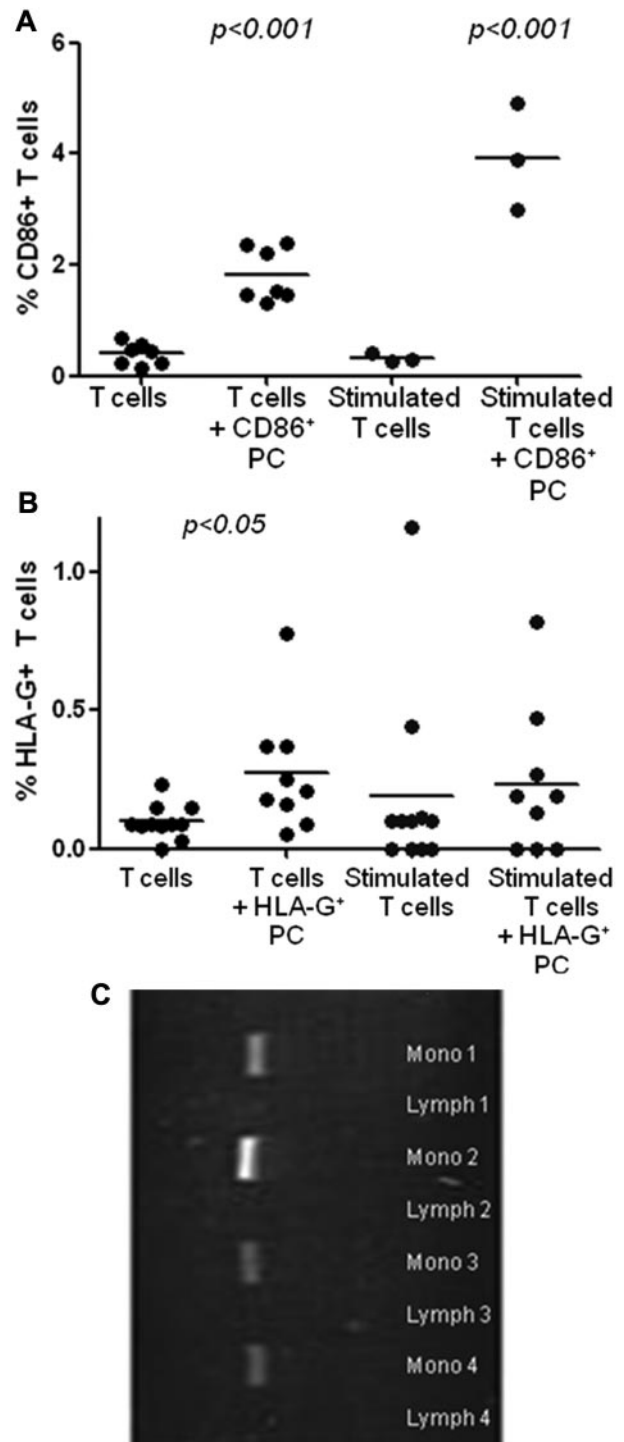 A
p<0.001
p<0.001
% CD86+ T cells
6
4
2
0
T cells
T cells
+ CD86⁺
PC
Stimulated
T cells
Stimulated
T cells
+ CD86⁺
PC
B
p<0.05
% HLA-G+ T cells
1.0
0.5
0.0
T cells
T cells
+ HLA-G⁺
PC
Stimulated
T cells
Stimulated
T cells
+ HLA-G⁺
PC
C
Mono 1
Lymph 1
Mono 2
Lymph 2
Mono 3
Lymph 3
Mono 4
Lymph 4